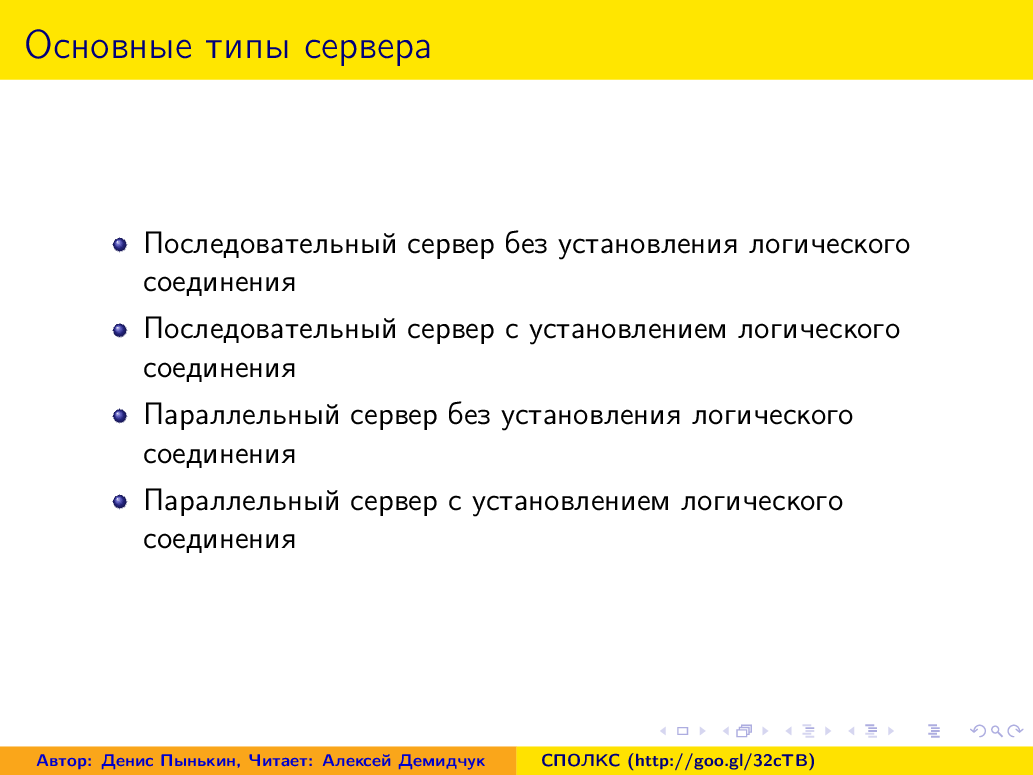 Основные типы сервера
Последовательный сервер без установления логического
соединения
Последовательный сервер с установлением логического
соединения
Параллельный сервер без установления логического
соединения
Параллельный сервер с установлением логического
соединения
Автор: Денис Пынькин, Читает: Алексей Демидчук
СПОЛКС (http://goo.gl/32cTB)